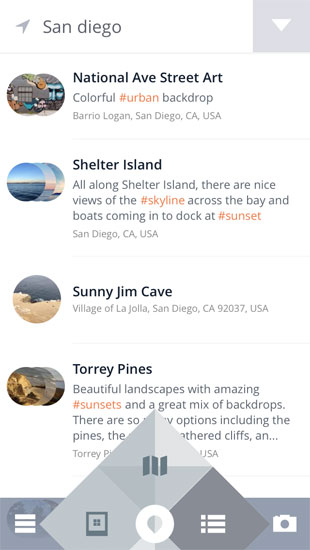 San diego
National Ave Street Art
Colorful #urban backdrop
Barrio Logan, San Diego, CA, USA
Shelter Island
All along Shelter Island, there are nice
views of the #skyline across the bay and
boats coming in to dock at #sunset
San Diego, CA, USA
Sunny Jim Cave
Village of La Jolla, San Diego, CA 92037, USA
Torrey Pines
Beautiful landscapes with amazing
#sunsets and a great mix of backdrops.
There are so many options including the
pines, the weathered cliffs, an...
Torrey Pines, USA